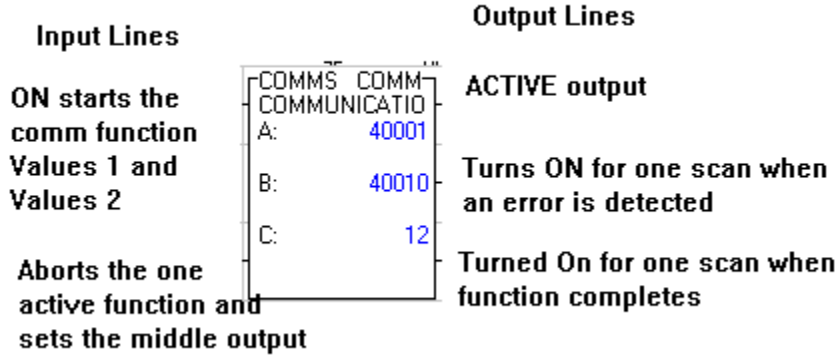 Input Lines
Output Lines
ON starts the
comm function
Values 1 and
Values 2
Aborts the one
active function and
sets the middle output
COMMS COMM
COMMUNICATIO
A: 40001
B: 40010
C: 12
ACTIVE output
Turns ON for one scan when
an error is detected
Turned On for one scan when
function completes